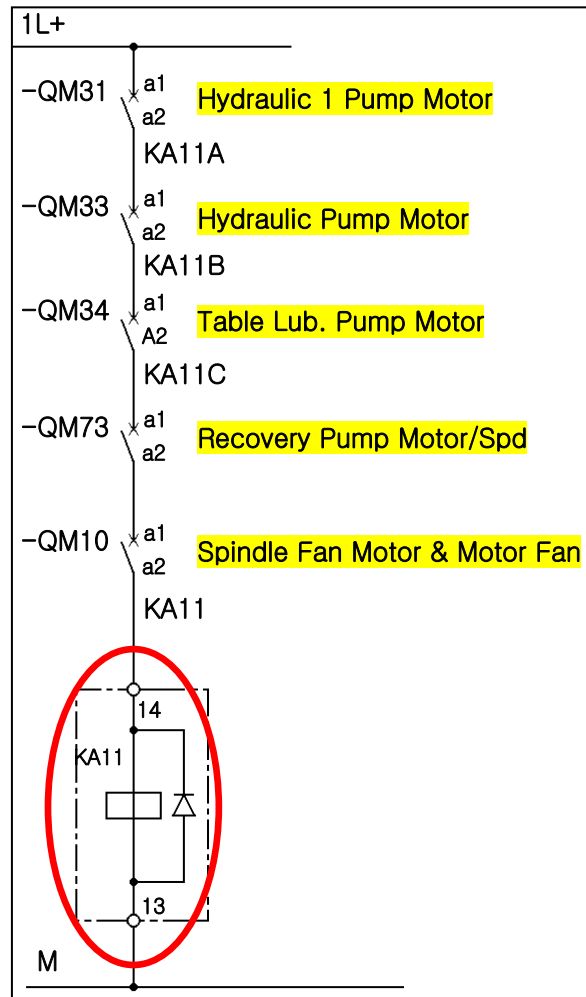 1L+
-QM31
a1
Hydraulic 1 Pump Motor
a2
KA11A
-QM33
a1
Hydraulic Pump Motor
a2
KA11B
-QM34
a1
Table Lub. Pump Motor
A2
KA11C
-QM73
a1
Recovery Pump Motor/Spd
a2
-QM10
a1
Spindle Fan Motor & Motor Fan
a2
KA11
14
KA11
13
M